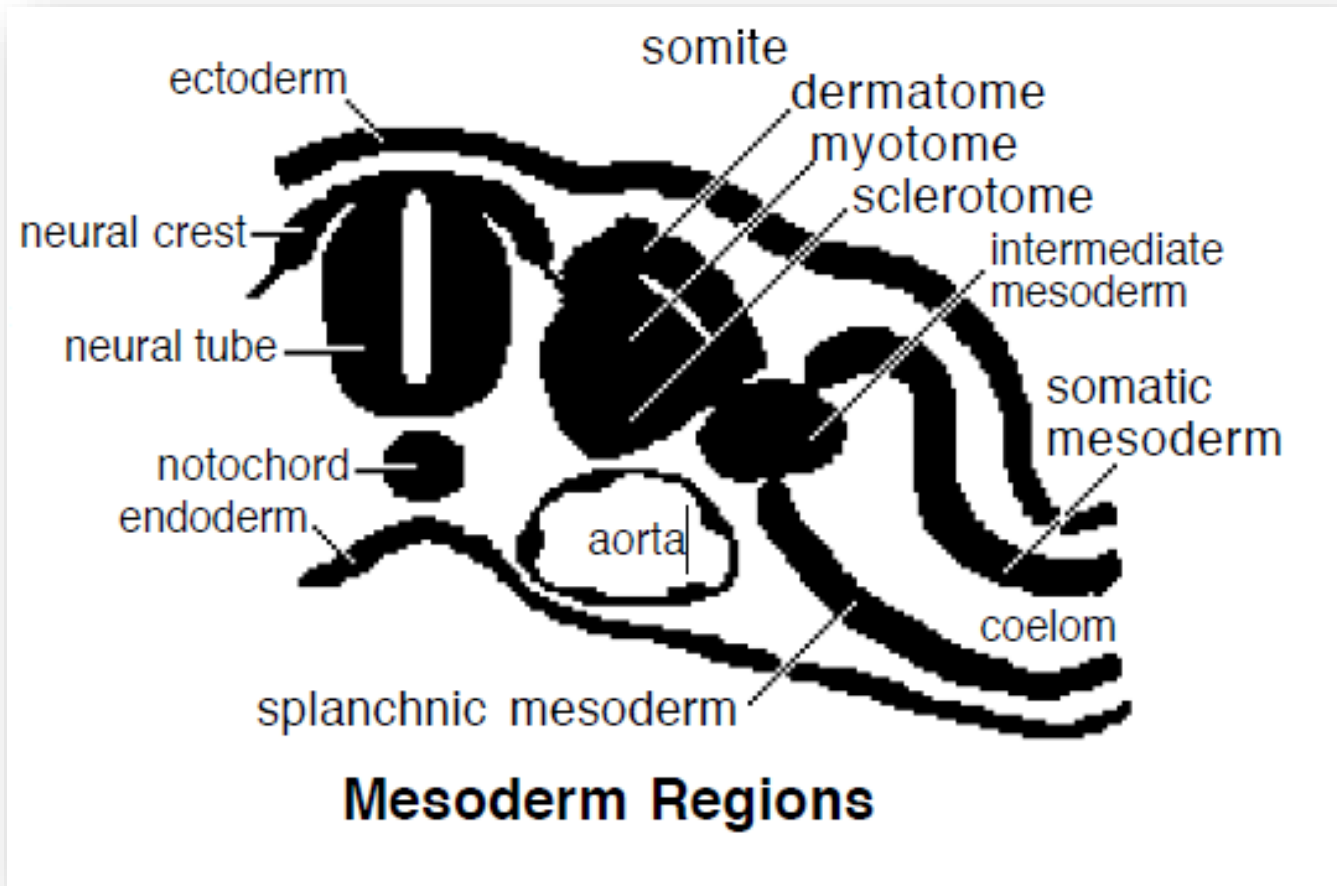 somite
ectoderm
dermatome
myotome
sclerotome
neural crest
intermediate
mesoderm
neural tube
somatic
mesoderm
notochord
endoderm
aorta
coelom
splanchnic mesoderm
Mesoderm Regions